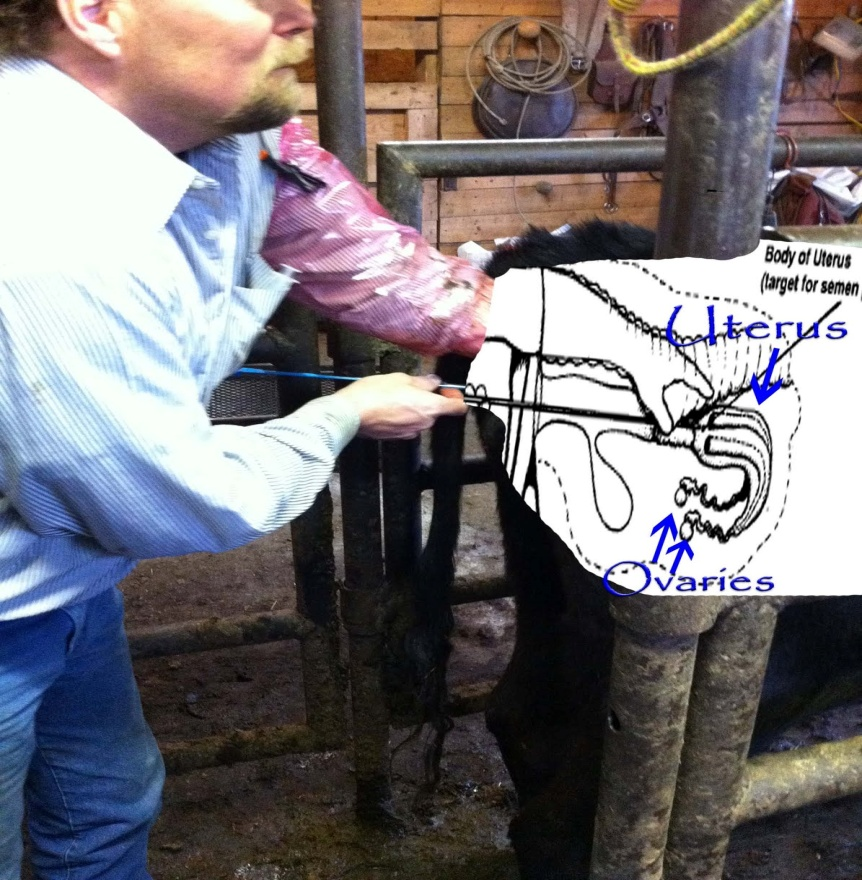 Body of Uterus
(target for semen
Uterus
Ovaries